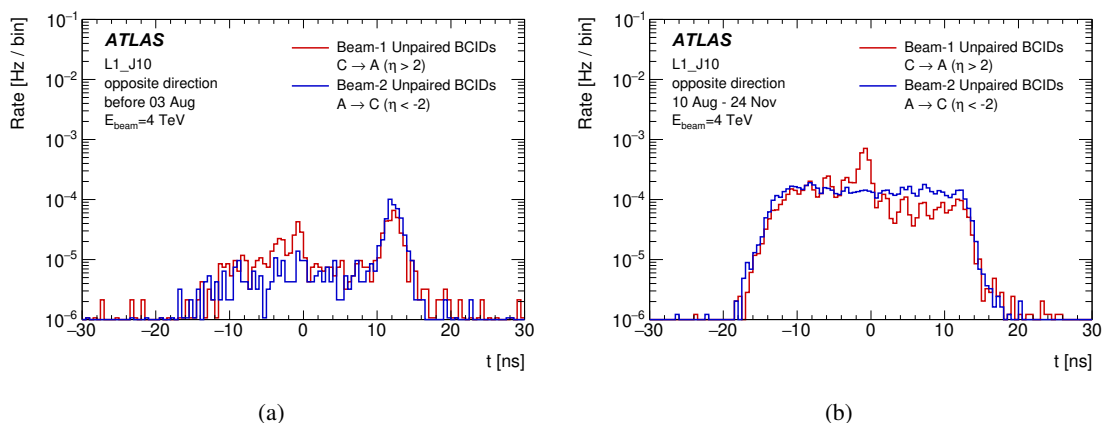 Rate [Hz / bin]
10⁻¹
10⁻²
10⁻³
10⁻⁴
10⁻⁵
10⁻⁶
ATLAS
L1_J10
opposite direction
before 03 Aug
E_beam=4 TeV
Beam-1 Unpaired BCIDs
C → A (η > 2)
Beam-2 Unpaired BCIDs
A → C (η < -2)
−30 −20 −10 0 10 20 30
t [ns]
(a)
Rate [Hz / bin]
10⁻¹
10⁻²
10⁻³
10⁻⁴
10⁻⁵
10⁻⁶
ATLAS
L1_J10
opposite direction
10 Aug - 24 Nov
E_beam=4 TeV
Beam-1 Unpaired BCIDs
C → A (η > 2)
Beam-2 Unpaired BCIDs
A → C (η < -2)
−30 −20 −10 0 10 20 30
t [ns]
(b)